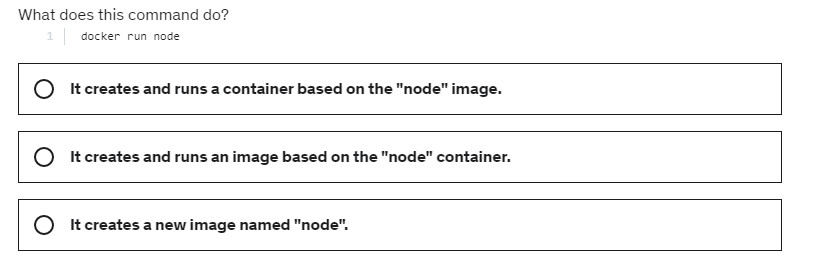 What does this command do?
1 docker run node
It creates and runs a container based on the "node" image.
It creates and runs an image based on the "node" container.
It creates a new image named "node".